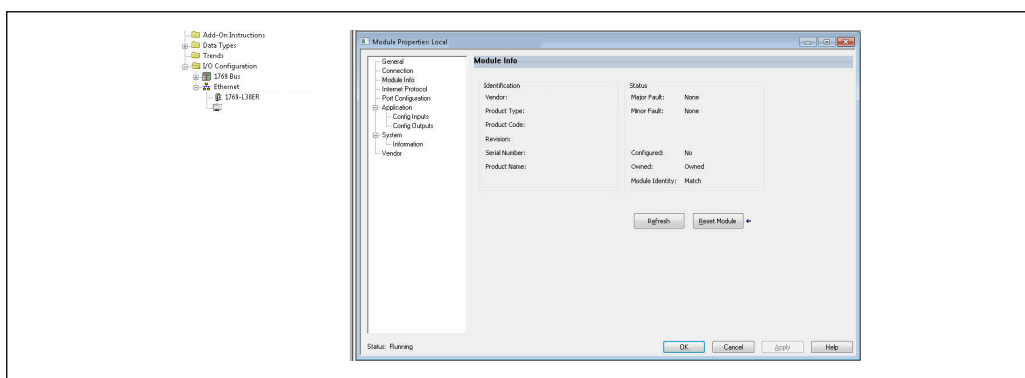 Add-On Instructions
Data Types
Trends
I/O Configuration
1769 Bus
Ethernet
1769-L30ER
Module Properties: Local
General
Connection
Module Info
Internet Protocol
Port Configuration
Application
Config Inputs
Config Outputs
System
Information
Vendor
Module Info
Identification
Vendor:
Product Type:
Product Code:
Revision:
Serial Number:
Product Name:
Status
Major Fault: None
Minor Fault: None
Configured: No
Owned: Owned
Module Identity: Match
Refresh
Reset Module
Status: Running
OK
Cancel
Apply
Help